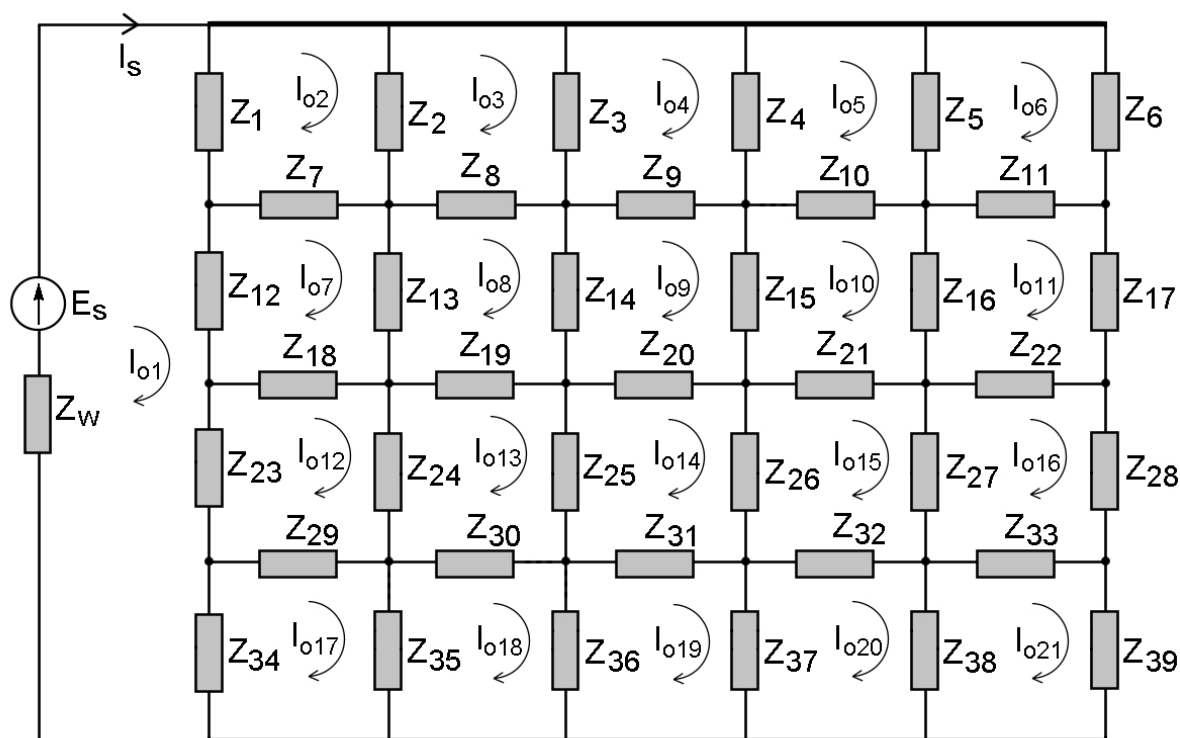 Is
Io2 Io3 Io4 Io5 Io6
Z1 Z2 Z3 Z4 Z5 Z6
Z7 Z8 Z9 Z10 Z11
Io7 Io8 Io9 Io10 Io11
Z12 Z13 Z14 Z15 Z16 Z17
Es
Z18 Z19 Z20 Z21 Z22
Io1
Zw
Io12 Io13 Io14 Io15 Io16
Z23 Z24 Z25 Z26 Z27 Z28
Z29 Z30 Z31 Z32 Z33
Io17 Io18 Io19 Io20 Io21
Z34 Z35 Z36 Z37 Z38 Z39